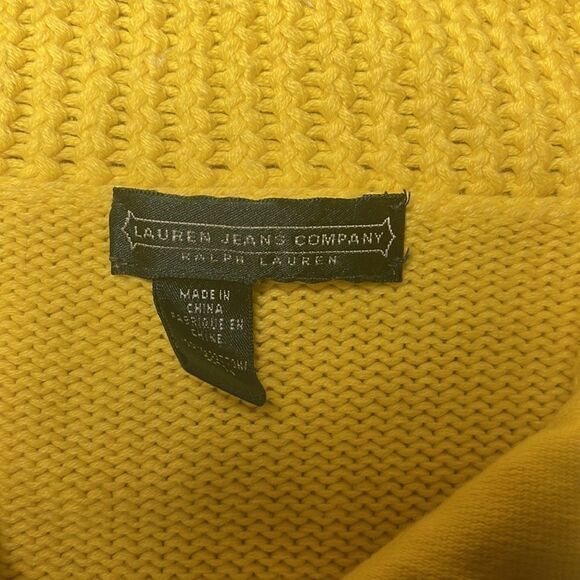 LAUREN JEANS COMPANY
RALPH LAUREN
MADE IN
CHINA
FABRIQUE EN
CHINE